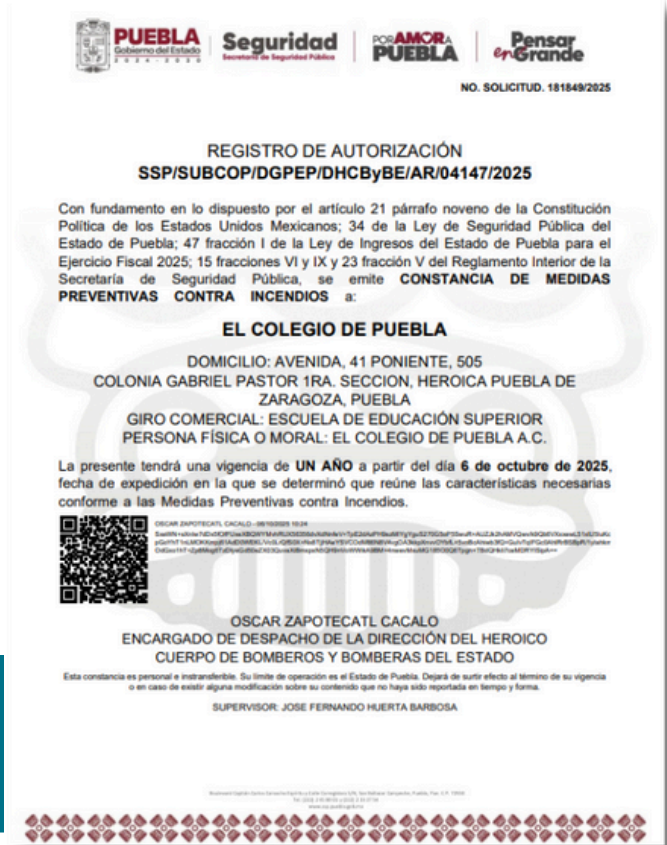 PUEBLA
Gobierno del Estado
Seguridad
Secretaría de Seguridad Pública
POR AMOR A
PUEBLA
Pensar
en Grande
NO. SOLICITUD. 181849/2025
REGISTRO DE AUTORIZACIÓN
SSP/SUBCOP/DGPEP/DHCByBE/AR/04147/2025
Con fundamento en lo dispuesto por el artículo 21 párrafo noveno de la Constitución
Política de los Estados Unidos Mexicanos; 34 de la Ley de Seguridad Pública del
Estado de Puebla; 47 fracción I de la Ley de Ingresos del Estado de Puebla para el
Ejercicio Fiscal 2025; 15 fracciones VI y IX y 23 fracción V del Reglamento Interior de la
Secretaría de Seguridad Pública, se emite CONSTANCIA DE MEDIDAS
PREVENTIVAS CONTRA INCENDIOS a:
EL COLEGIO DE PUEBLA
DOMICILIO: AVENIDA, 41 PONIENTE, 505
COLONIA GABRIEL PASTOR 1RA. SECCION, HEROICA PUEBLA DE
ZARAGOZA, PUEBLA
GIRO COMERCIAL: ESCUELA DE EDUCACIÓN SUPERIOR
PERSONA FÍSICA O MORAL: EL COLEGIO DE PUEBLA A.C.
La presente tendrá una vigencia de UN AÑO a partir del día 6 de octubre de 2025,
fecha de expedición en la que se determinó que reúne las características necesarias
conforme a las Medidas Preventivas contra Incendios.
OSCAR ZAPOTECATL CACALO - 06/10/2025 10:24
OSCAR ZAPOTECATL CACALO
ENCARGADO DE DESPACHO DE LA DIRECCIÓN DEL HEROICO
CUERPO DE BOMBEROS Y BOMBERAS DEL ESTADO
Esta constancia es personal e instransferible. Su límite de operación es el Estado de Puebla. Dejará de surtir efecto al término de su vigencia
o en caso de existir alguna modificación sobre su contenido que no haya sido reportada en tiempo y forma.
SUPERVISOR: JOSE FERNANDO HUERTA BARBOSA